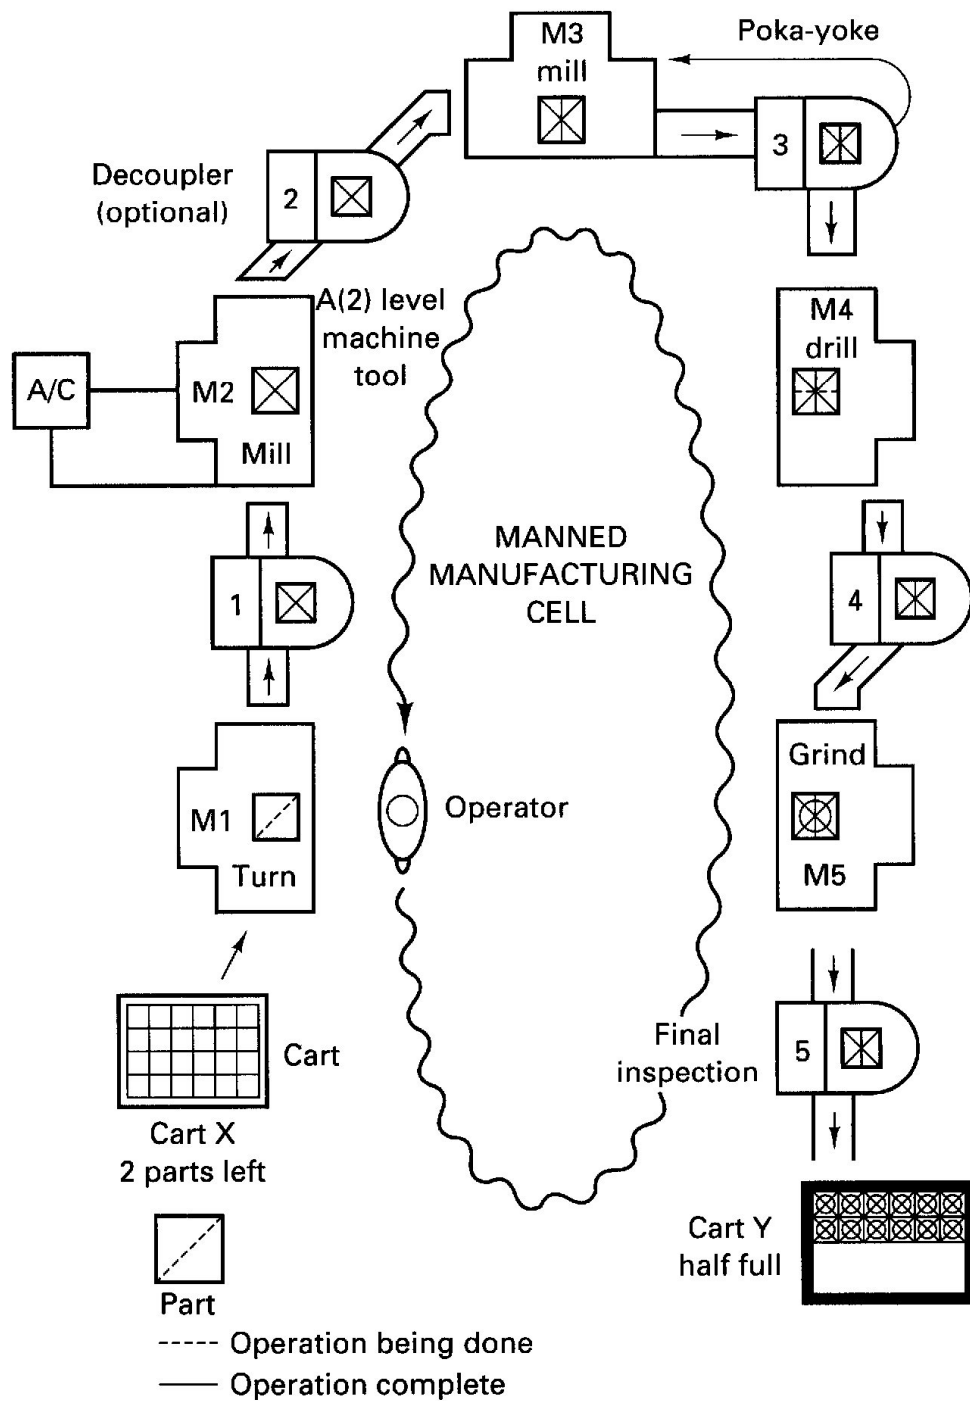 M3
mill
Poka-yoke
3
Decoupler
(optional)
2
A(2) level
machine
tool
M4
drill
A/C
M2
Mill
MANNED
MANUFACTURING
CELL
1
4
Operator
M1
Turn
Grind
M5
Cart
Final
inspection
5
Cart X
2 parts left
Cart Y
half full
Part
Operation being done
Operation complete